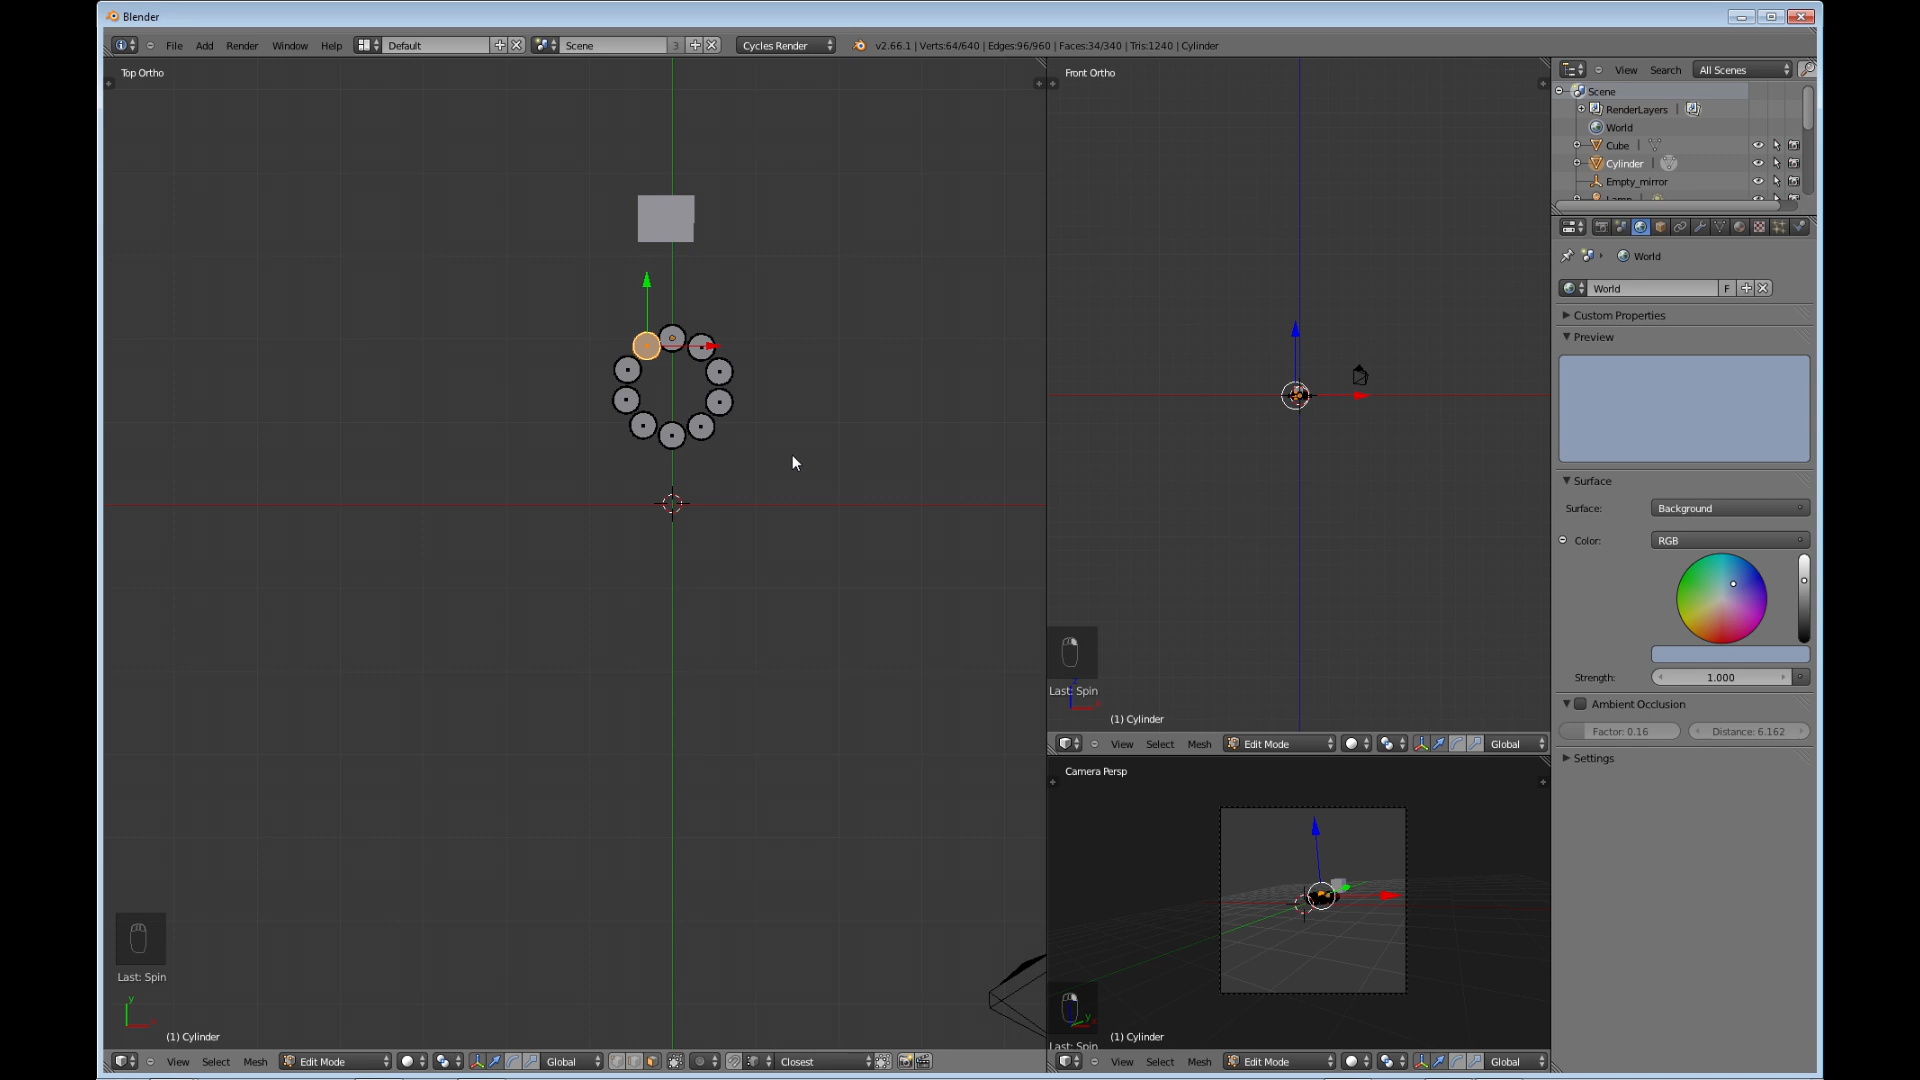 Blender
File Add Render Window Help Default Scene 3 Cycles Render v2.66.1 | Verts:64/640 | Edges:96/960 | Faces:34/340 | Tris:1240 | Cylinder
Top Ortho
Last: Spin
y
x
(1) Cylinder
View Select Mesh Edit Mode Global Closest
Front Ortho
Last: Spin
(1) Cylinder
View Select Mesh Edit Mode Global
Camera Persp
(1) Cylinder
Last: Spin
View Select Mesh Edit Mode Global
View Search All Scenes
Scene
RenderLayers |
World
Cube |
Cylinder |
Empty_mirror
Lamp
World
World F
Custom Properties
Preview
Surface
Surface: Background
Color: RGB
Strength: 1.000
Ambient Occlusion
Factor: 0.16 Distance: 6.162
Settings